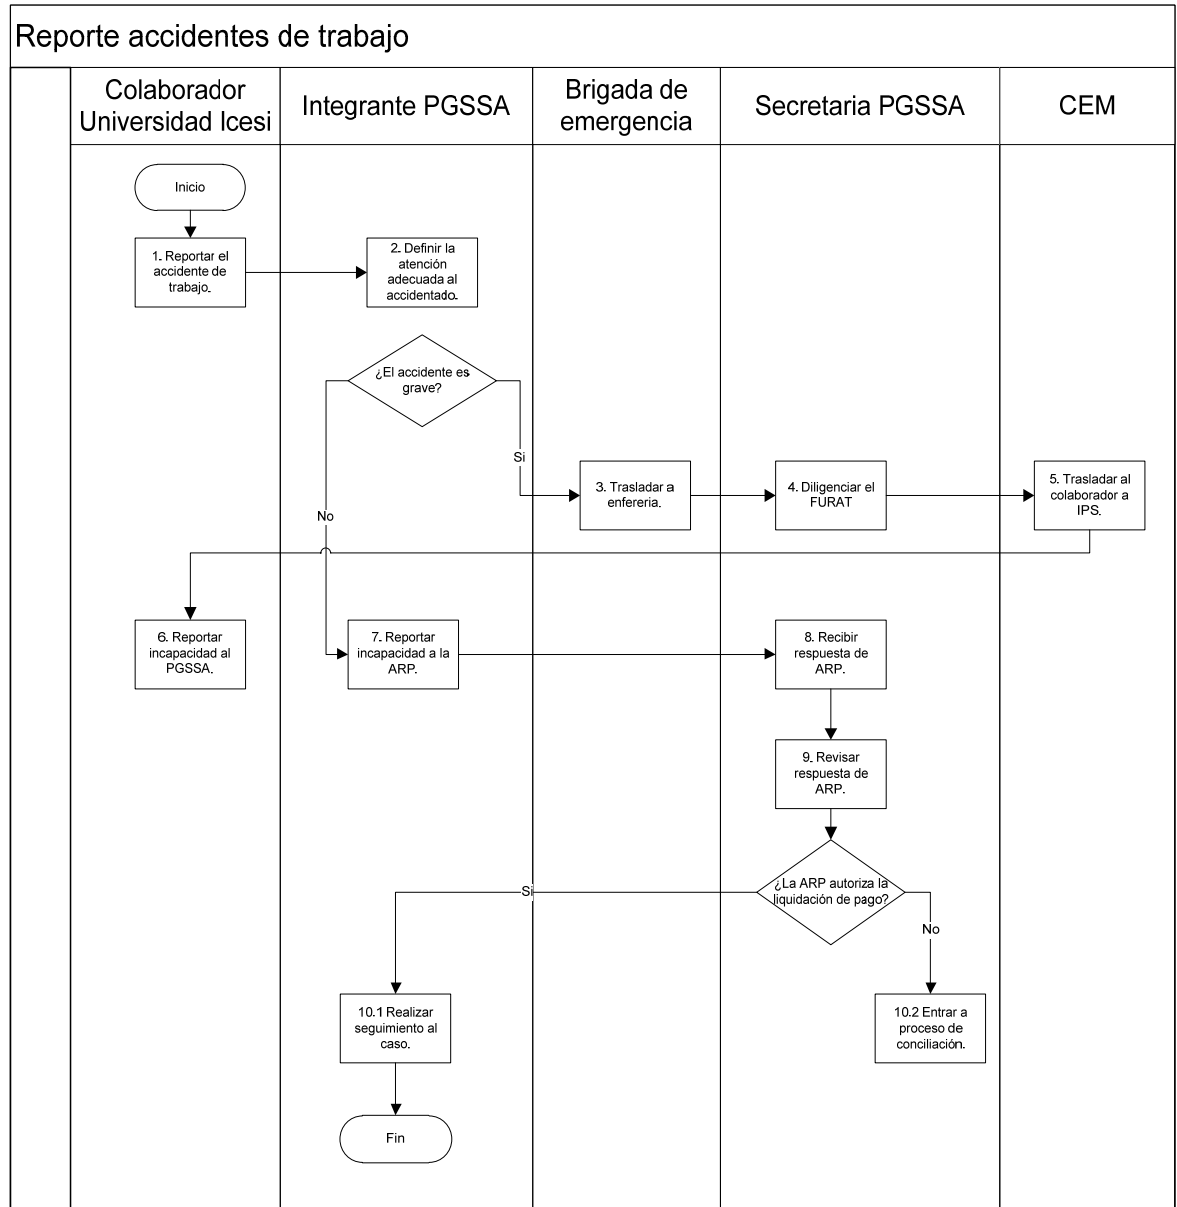 Reporte accidentes de trabajo
Colaborador
Universidad Icesi
Integrante PGSSA
Brigada de
emergencia
Secretaria PGSSA
CEM
Inicio
1. Reportar el
accidente de
trabajo.
2. Definir la
atención
adecuada al
accidentado.
¿El accidente es
grave?
Si
No
3. Trasladar a
enfereria.
4. Diligenciar el
FURAT
5. Trasladar al
colaborador a
IPS.
6. Reportar
incapacidad al
PGSSA.
7. Reportar
incapacidad a la
ARP.
8. Recibir
respuesta de
ARP.
9. Revisar
respuesta de
ARP.
¿La ARP autoriza la
liquidación de pago?
Si
No
10.1 Realizar
seguimiento al
caso.
10.2 Entrar a
proceso de
conciliación.
Fin